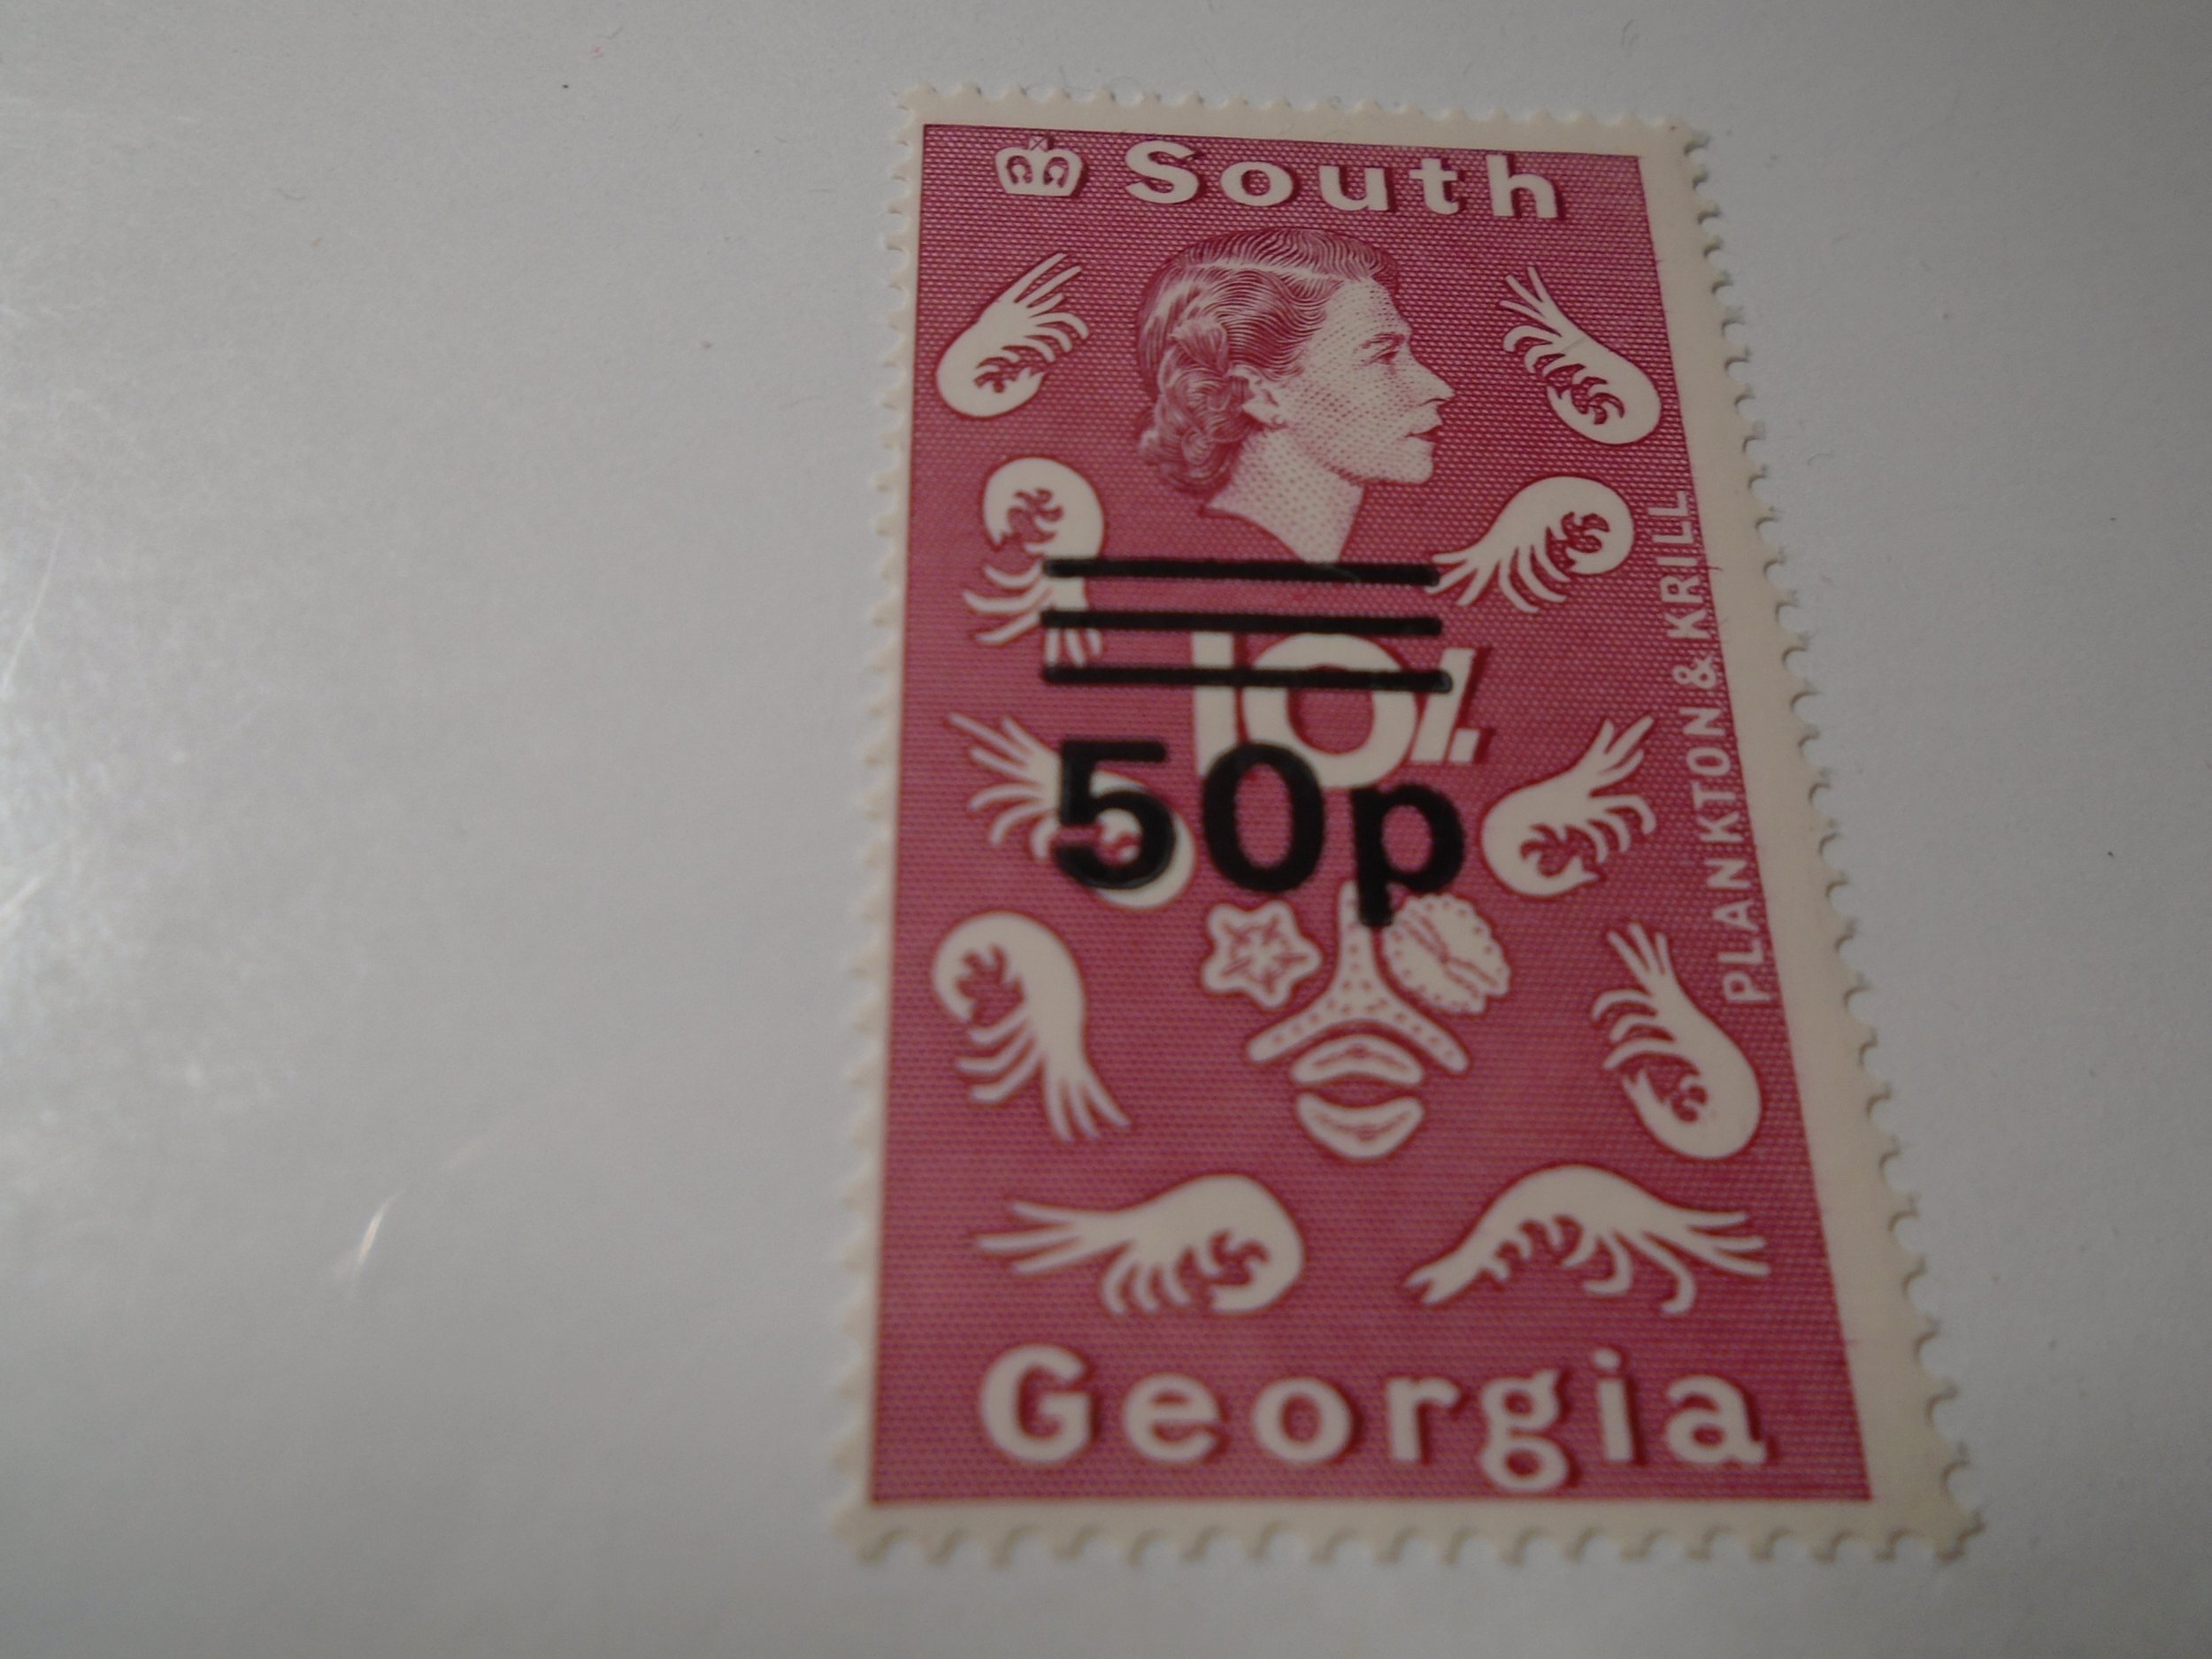 South
10/-
50p
PLANKTON & KRILL
Georgia